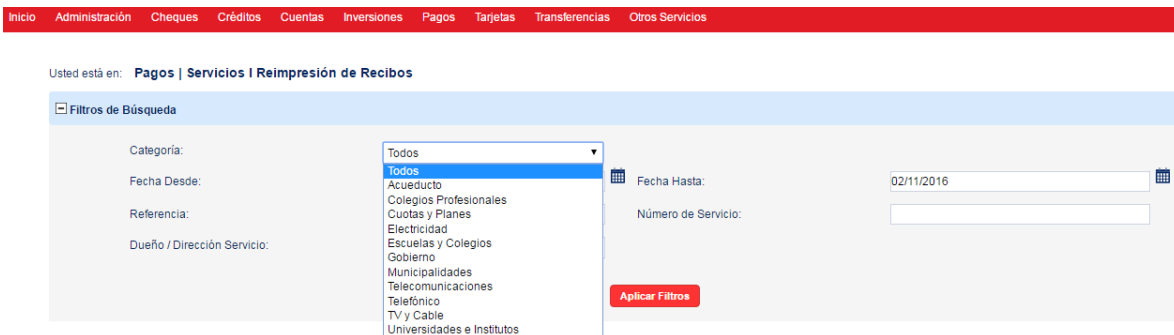 Inicio Administración Cheques Créditos Cuentas Inversiones Pagos Tarjetas Transferencias Otros Servicios
Usted está en: Pagos | Servicios I Reimpresión de Recibos
Filtros de Búsqueda
Categoría: Todos
Todos
Fecha Desde: Fecha Hasta: 02/11/2016
Acueducto
Colegios Profesionales
Referencia: Cuotas y Planes Número de Servicio:
Electricidad
Dueño / Dirección Servicio: Escuelas y Colegios
Gobierno
Municipalidades
Telecomunicaciones
Aplicar Filtros
Telefónico
TV y Cable
Universidades e Institutos